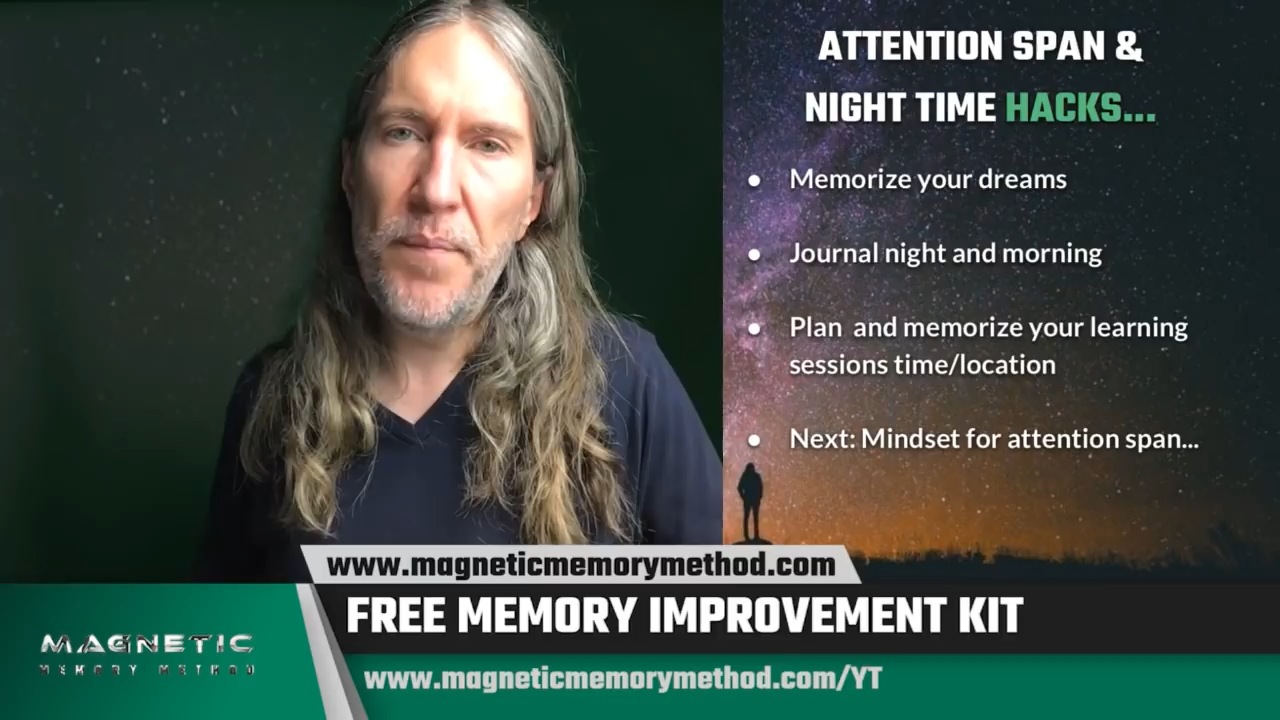 ATTENTION SPAN &
NIGHT TIME HACKS...
• Memorize your dreams
• Journal night and morning
• Plan and memorize your learning
sessions time/location
• Next: Mindset for attention span...
www.magneticmemorymethod.com
FREE MEMORY IMPROVEMENT KIT
MAGNETIC
MEMORY METHOD
www.magneticmemorymethod.com/YT